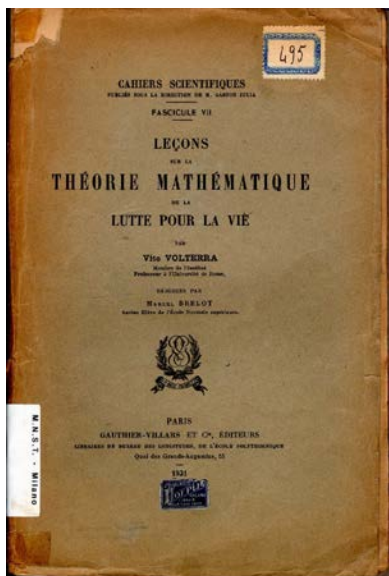 495
CAHIERS SCIENTIFIQUES
PUBLIÉS SOUS LA DIRECTION DE M. GASTON JULIA
FASCICULE VII
LEÇONS
SUR LA
THÉORIE MATHÉMATIQUE
DE LA
LUTTE POUR LA VIE
PAR
Vito VOLTERRA
Membre de l'Institut
Professeur à l'Université de Rome,
RÉDIGÉES PAR
MARCEL BRELOT
Ancien Élève de l'École Normale supérieure.
M.N.S.T. - Milano
PARIS
GAUTHIER-VILLARS ET Cie, ÉDITEURS
LIBRAIRES DU BUREAU DES LONGITUDES, DE L'ÉCOLE POLYTECHNIQUE
Quai des Grands-Augustins, 55
1931